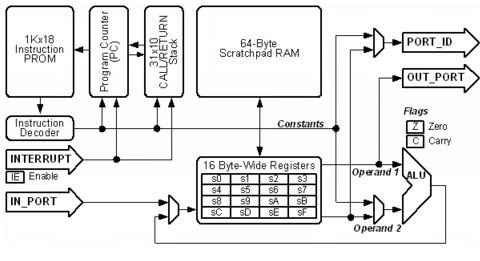 1Kx18
Instruction
PROM
Program Counter
(PC)
31x10
CALL/RETURN
Stack
64-Byte
Scratchpad RAM
PORT_ID
OUT_PORT
Instruction
Decoder
Constants
Flags
Z Zero
C Carry
INTERRUPT
IE Enable
16 Byte-Wide Registers
s0 s1 s2 s3
s4 s5 s6 s7
s8 s9 sA sB
sC sD sE sF
Operand 1
ALU
IN_PORT
Operand 2